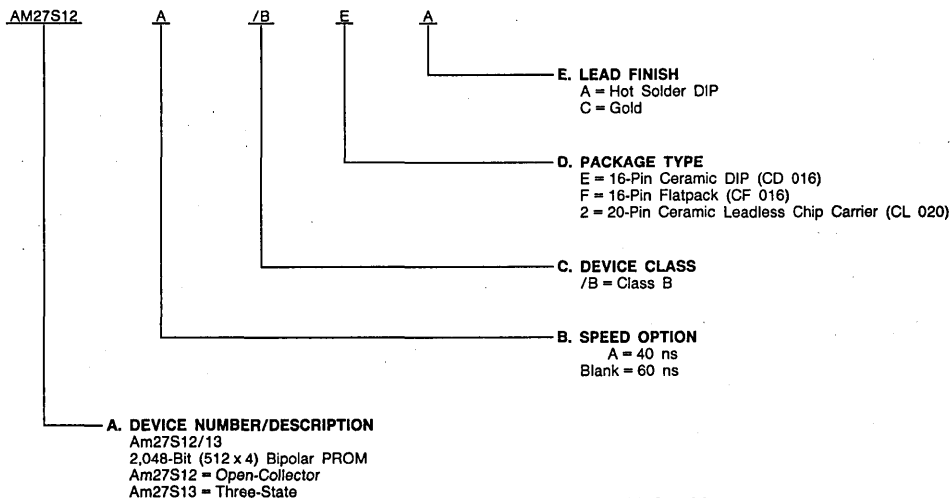 AM27S12 A /B E A
E. LEAD FINISH
A = Hot Solder DIP
C = Gold
D. PACKAGE TYPE
E = 16-Pin Ceramic DIP (CD 016)
F = 16-Pin Flatpack (CF 016)
2 = 20-Pin Ceramic Leadless Chip Carrier (CL 020)
C. DEVICE CLASS
/B = Class B
B. SPEED OPTION
A = 40 ns
Blank = 60 ns
A. DEVICE NUMBER/DESCRIPTION
Am27S12/13
2,048-Bit (512 x 4) Bipolar PROM
Am27S12 = Open-Collector
Am27S13 = Three-State